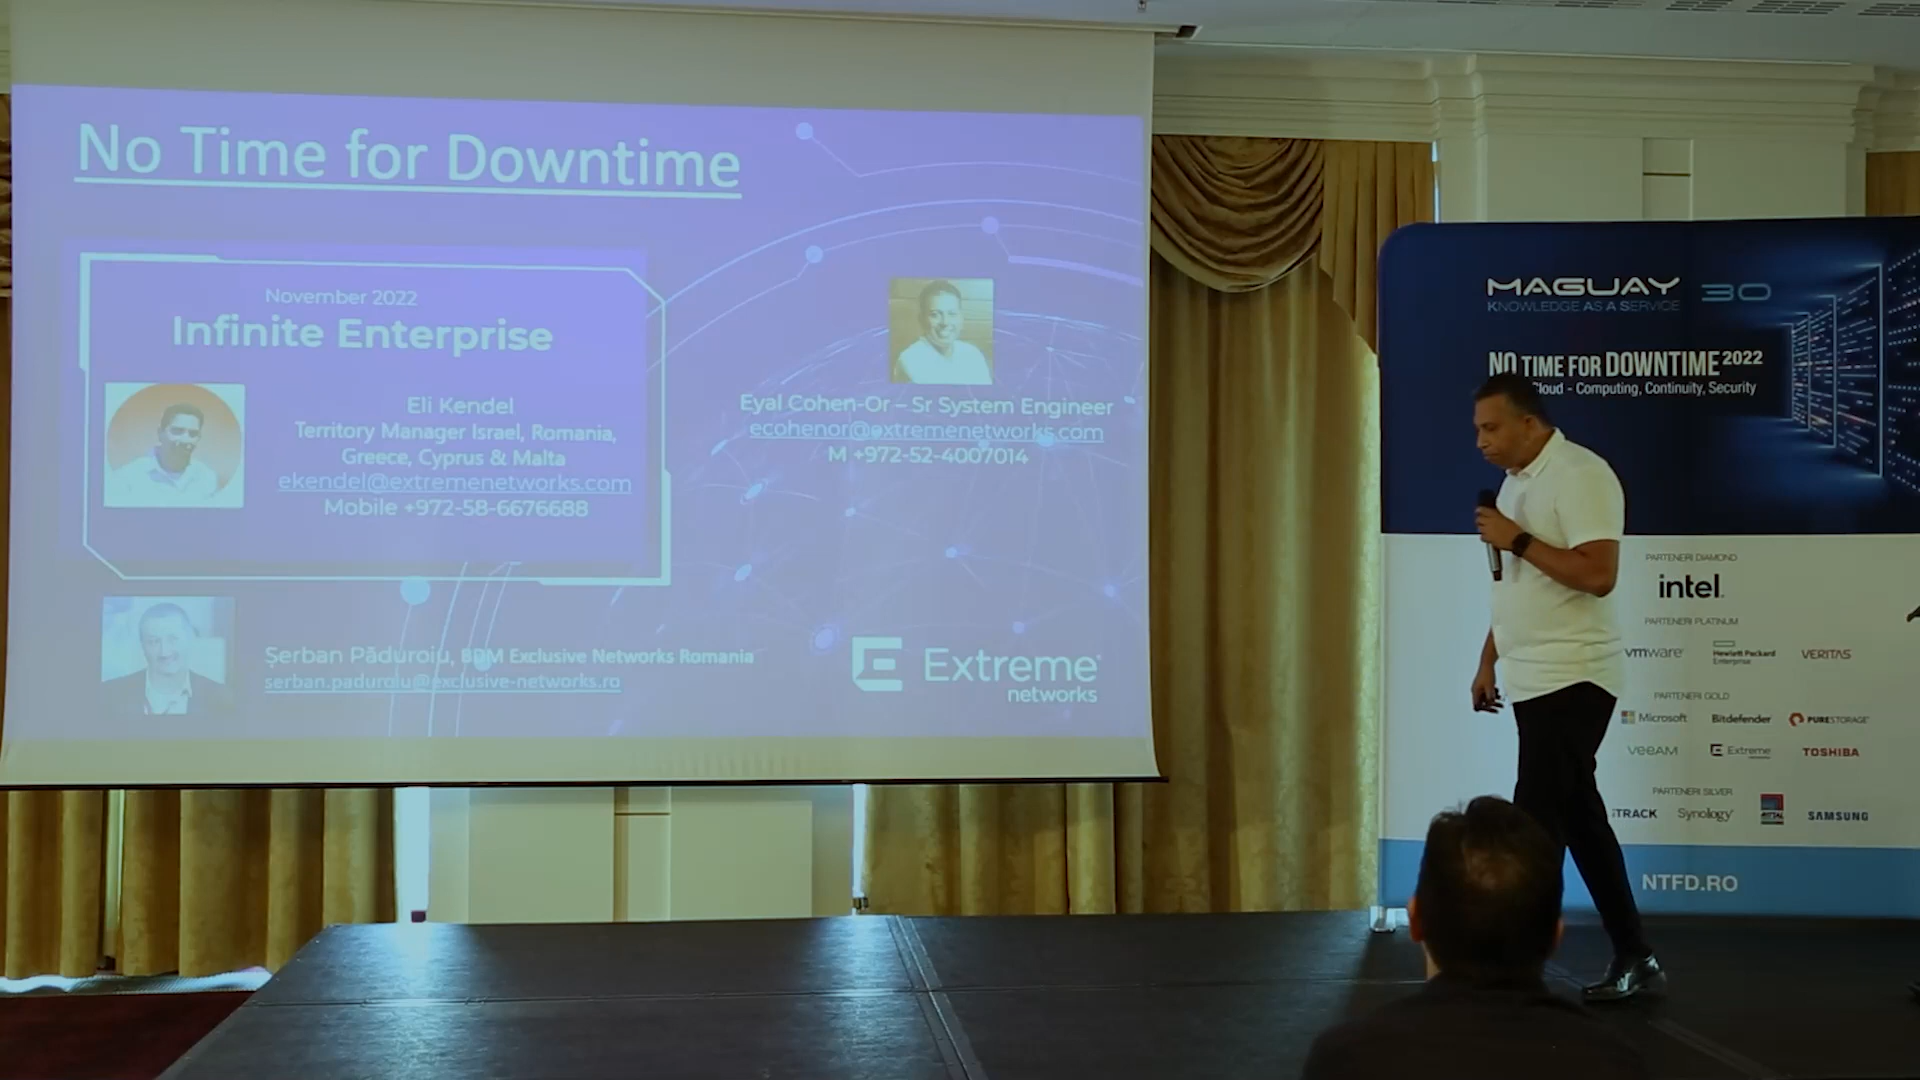 No Time for Downtime
November 2022
Infinite Enterprise
Eli Kendel
Territory Manager Israel, Romania,
Greece, Cyprus & Malta
ekendel@extremenetworks.com
Mobile +972-58-6676688
Eyal Cohen-Or – Sr System Engineer
ecohenor@extremenetworks.com
M +972-52-4007014
Șerban Păduroiu, BDM Exclusive Networks Romania
serban.paduroiu@exclusive-networks.ro
Extreme
networks
MAGUAY 30
KNOWLEDGE AS A SERVICE
NO TIME FOR DOWNTIME 2022
Cloud - Computing, Continuity, Security
PARTENERI DIAMOND
intel.
PARTENERI PLATINUM
vmware
Hewlett Packard
Enterprise
VERITAS
PARTENERI GOLD
Microsoft
Bitdefender
PURESTORAGE
veeAM
Extreme
TOSHIBA
PARTENERI SILVER
TRACK
Synology
RITTAL
SAMSUNG
NTFD.RO